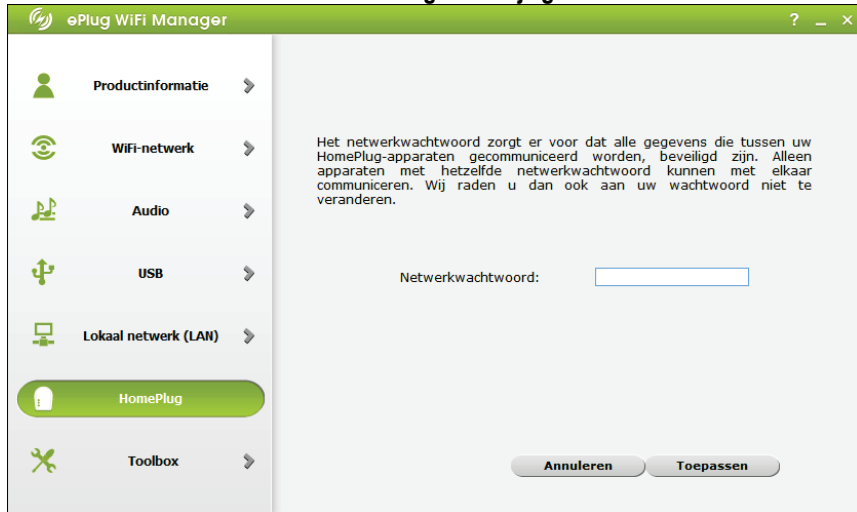 ePlug WiFi Manager
Productinformatie
WiFi-netwerk
Audio
USB
Lokaal netwerk (LAN)
HomePlug
Toolbox
Het netwerkwachtwoord zorgt er voor dat alle gegevens die tussen uw
HomePlug-apparaten gecommuniceerd worden, beveiligd zijn. Alleen
apparaten met hetzelfde netwerkwachtwoord kunnen met elkaar
communiceren. Wij raden u dan ook aan uw wachtwoord niet te
veranderen.
Netwerkwachtwoord:
Annuleren Toepassen